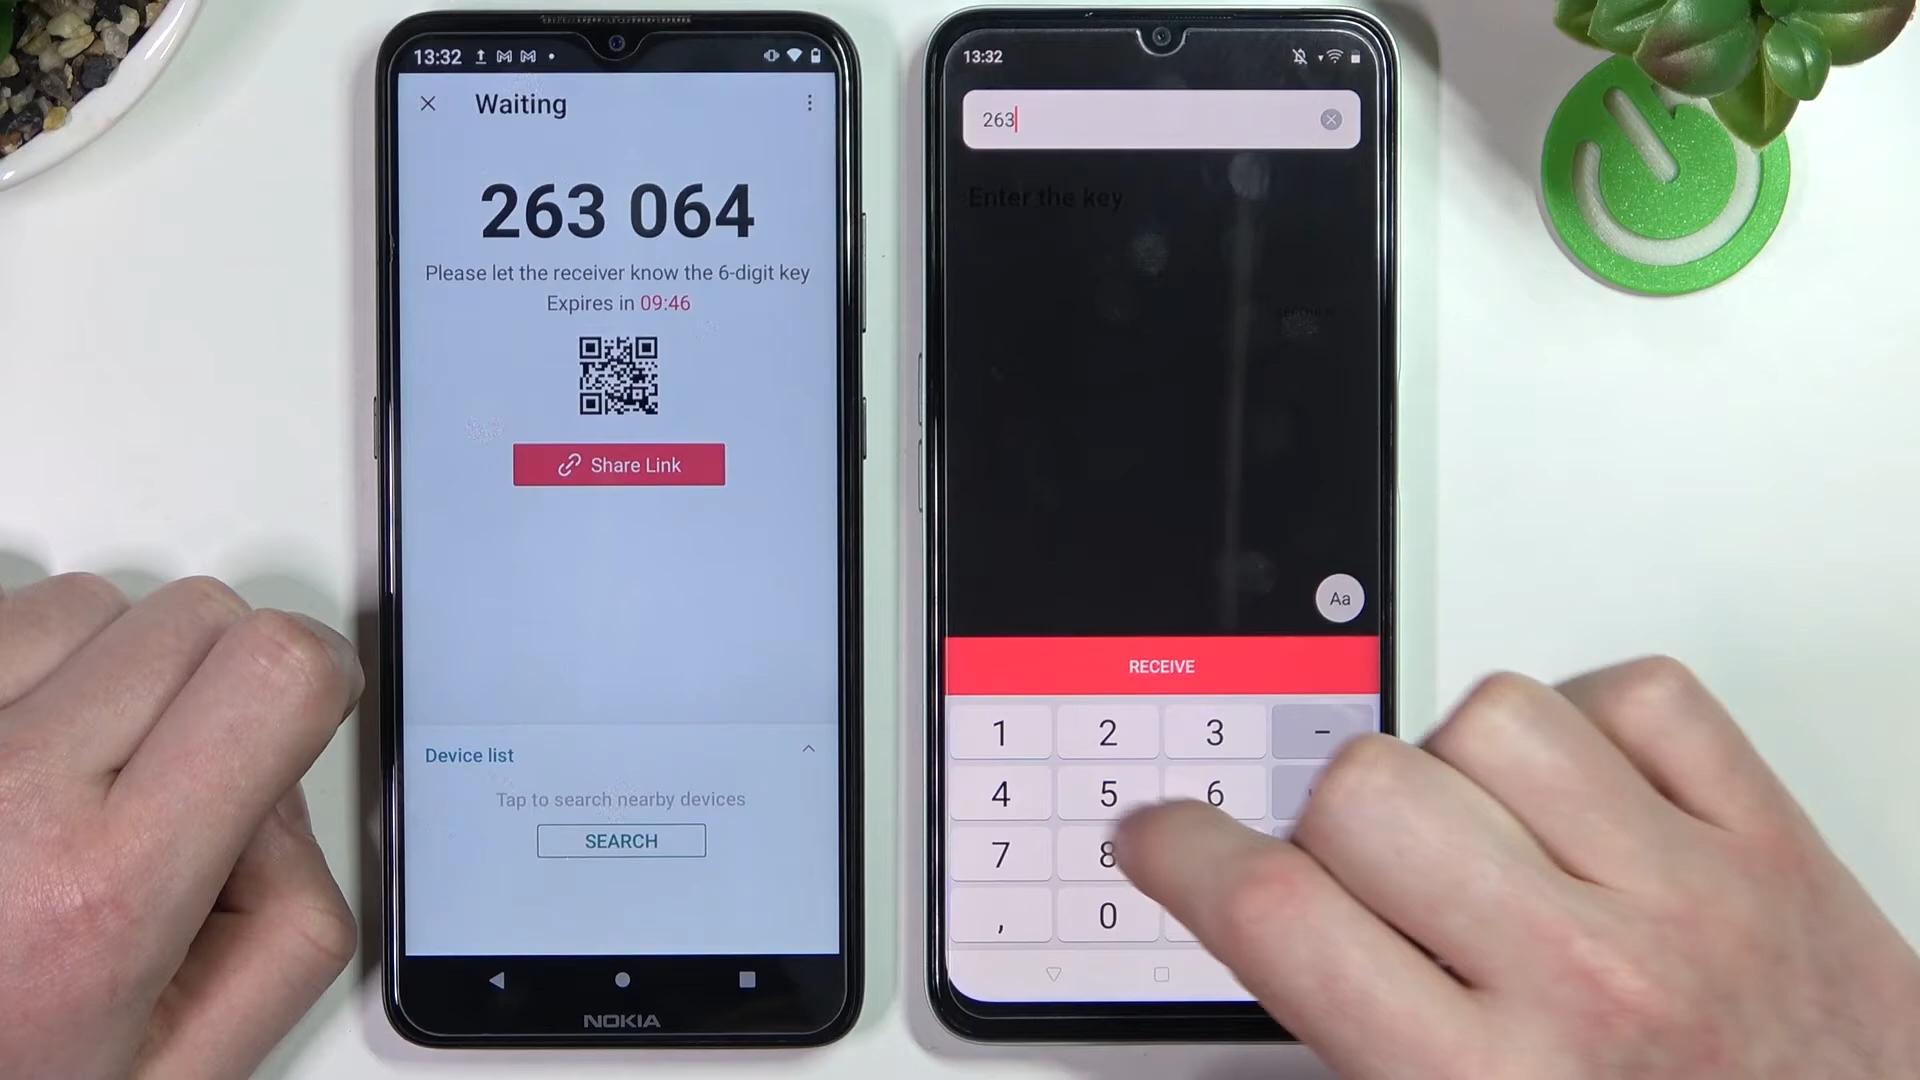 13:32
Waiting
263 064
Please let the receiver know the 6-digit key
Expires in 09:46
Share Link
Device list
Tap to search nearby devices
SEARCH
NOKIA
13:32
263
Enter the key
Aa
RECEIVE
1 2 3 -
4 5 6
7 8
, 0